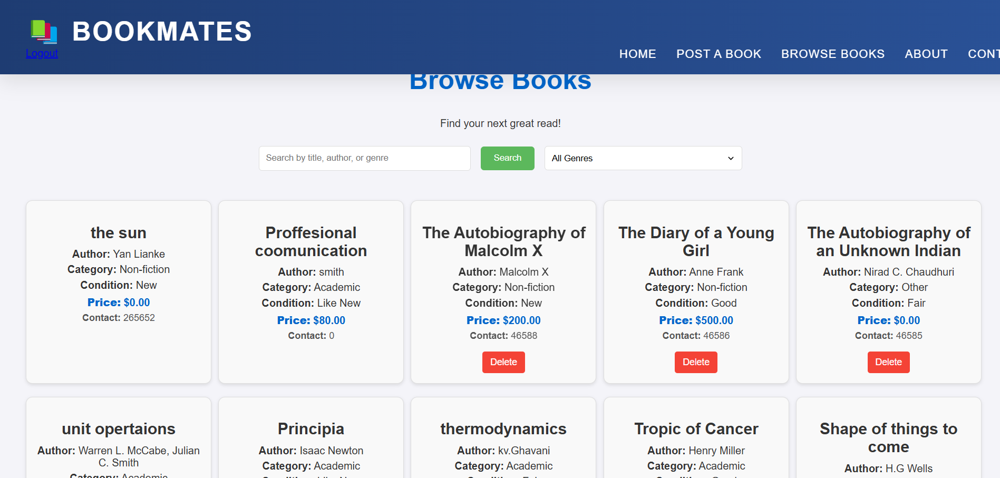 BOOKMATES
Logout
HOME POST A BOOK BROWSE BOOKS ABOUT CONT
Browse Books
Find your next great read!
Search by title, author, or genre Search All Genres
the sun
Author: Yan Lianke
Category: Non-fiction
Condition: New
Price: $0.00
Contact: 265652
Proffesional
coomunication
Author: smith
Category: Academic
Condition: Like New
Price: $80.00
Contact: 0
The Autobiography of
Malcolm X
Author: Malcolm X
Category: Non-fiction
Condition: New
Price: $200.00
Contact: 46588
Delete
The Diary of a Young
Girl
Author: Anne Frank
Category: Non-fiction
Condition: Good
Price: $500.00
Contact: 46586
Delete
The Autobiography of
an Unknown Indian
Author: Nirad C. Chaudhuri
Category: Other
Condition: Fair
Price: $0.00
Contact: 46585
Delete
unit opertaions
Author: Warren L. McCabe, Julian
C. Smith
Category: Academic
Principia
Author: Isaac Newton
Category: Academic
thermodynamics
Author: kv.Ghavani
Category: Academic
Tropic of Cancer
Author: Henry Miller
Category: Academic
Shape of things to
come
Author: H.G Wells